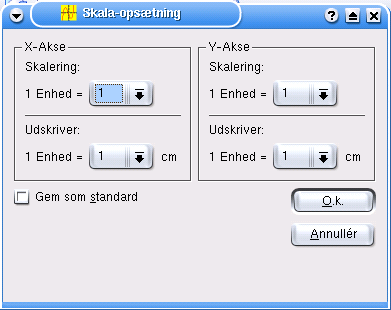 Skala-opsætning
X-Akse
Skalering:
1 Enhed = 1
Udskriver:
1 Enhed = 1 cm
Y-Akse
Skalering:
1 Enhed = 1
Udskriver:
1 Enhed = 1 cm
Gem som standard
O.k.
Annullér